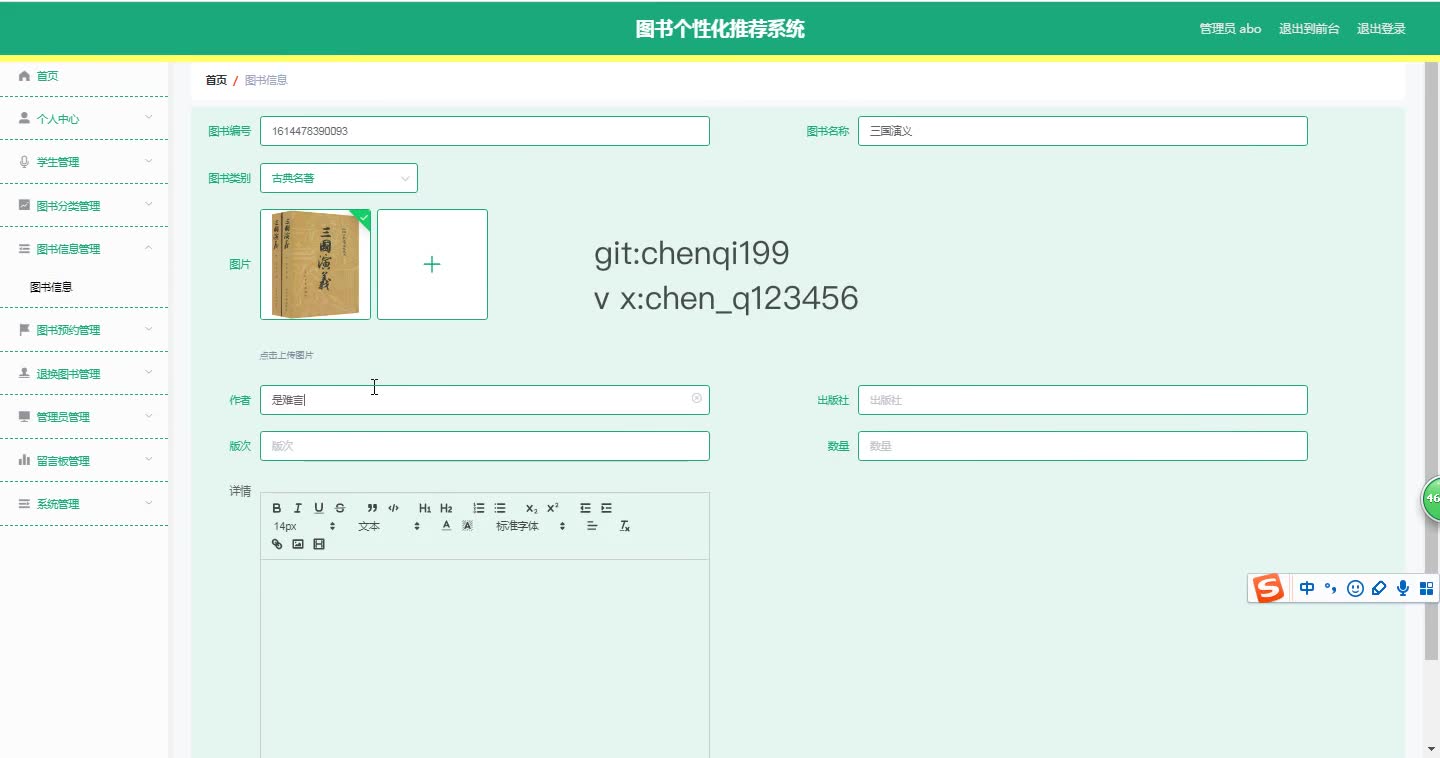 图书个性化推荐系统
管理员 abo 退出到前台 退出登录
首页
个人中心
学生管理
图书分类管理
图书信息管理
图书信息
图书预约管理
退换图书管理
管理员管理
留言板管理
系统管理
首页 / 图书信息
图书编号 1614478390093 图书名称 三国演义
图书类别 古典名著
图片
三國演義
git:chenqi199
v x:chen_q123456
点击上传图片
作者 是难言 出版社 出版社
版次 版次 数量 数量
详情
B I U S H1 H2 X₂ X²
14px 文本 A A 标准字体 Tx
46
S 中